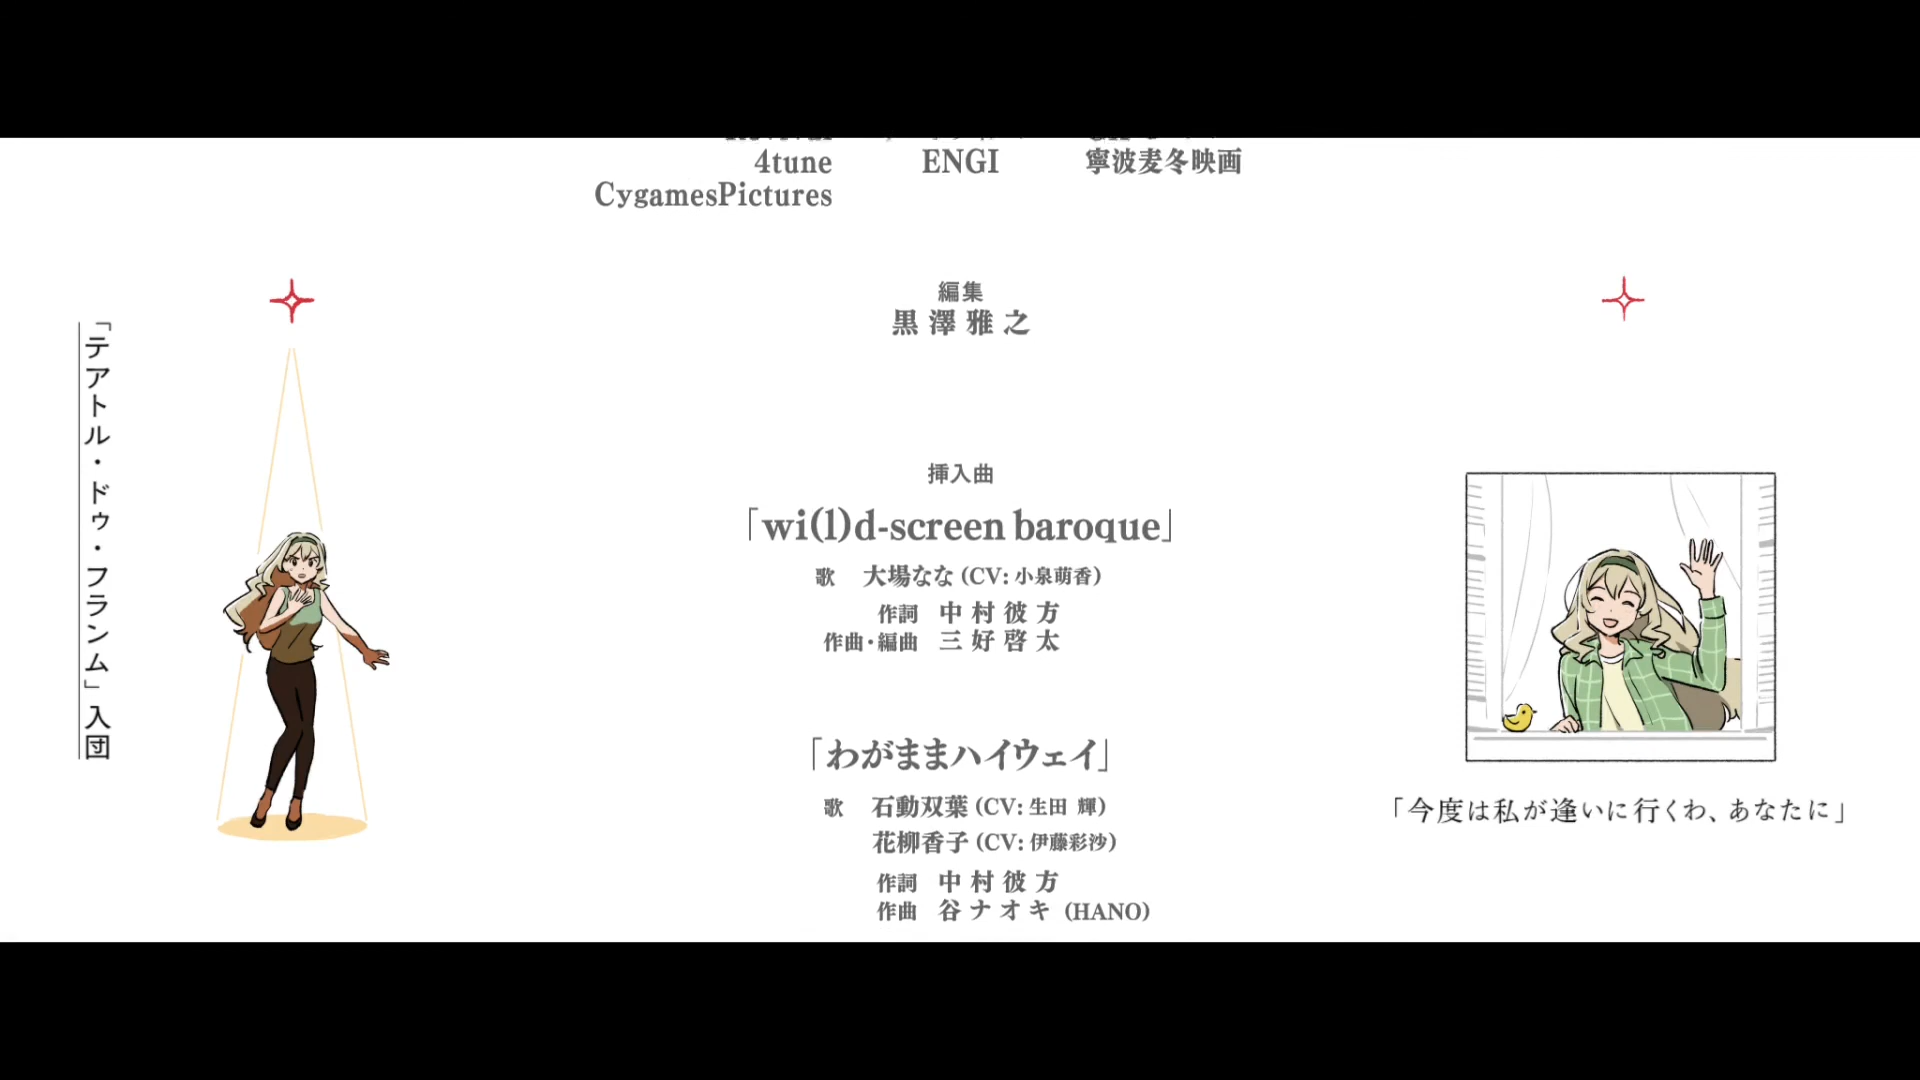 4tune ENGI 寧波麦冬映画
CygamesPictures
編集
黒澤雅之
挿入曲
「wi(l)d-screen baroque」
歌 大場なな (CV: 小泉萌香)
作詞 中村彼方
作曲・編曲 三好啓太
「わがままハイウェイ」
歌 石動双葉 (CV: 生田 輝)
花柳香子 (CV: 伊藤彩沙)
作詞 中村彼方
作曲 谷ナオキ (HANO)
「テアトル・ドゥ・フランム」入団
「今度は私が逢いに行くわ、あなたに」